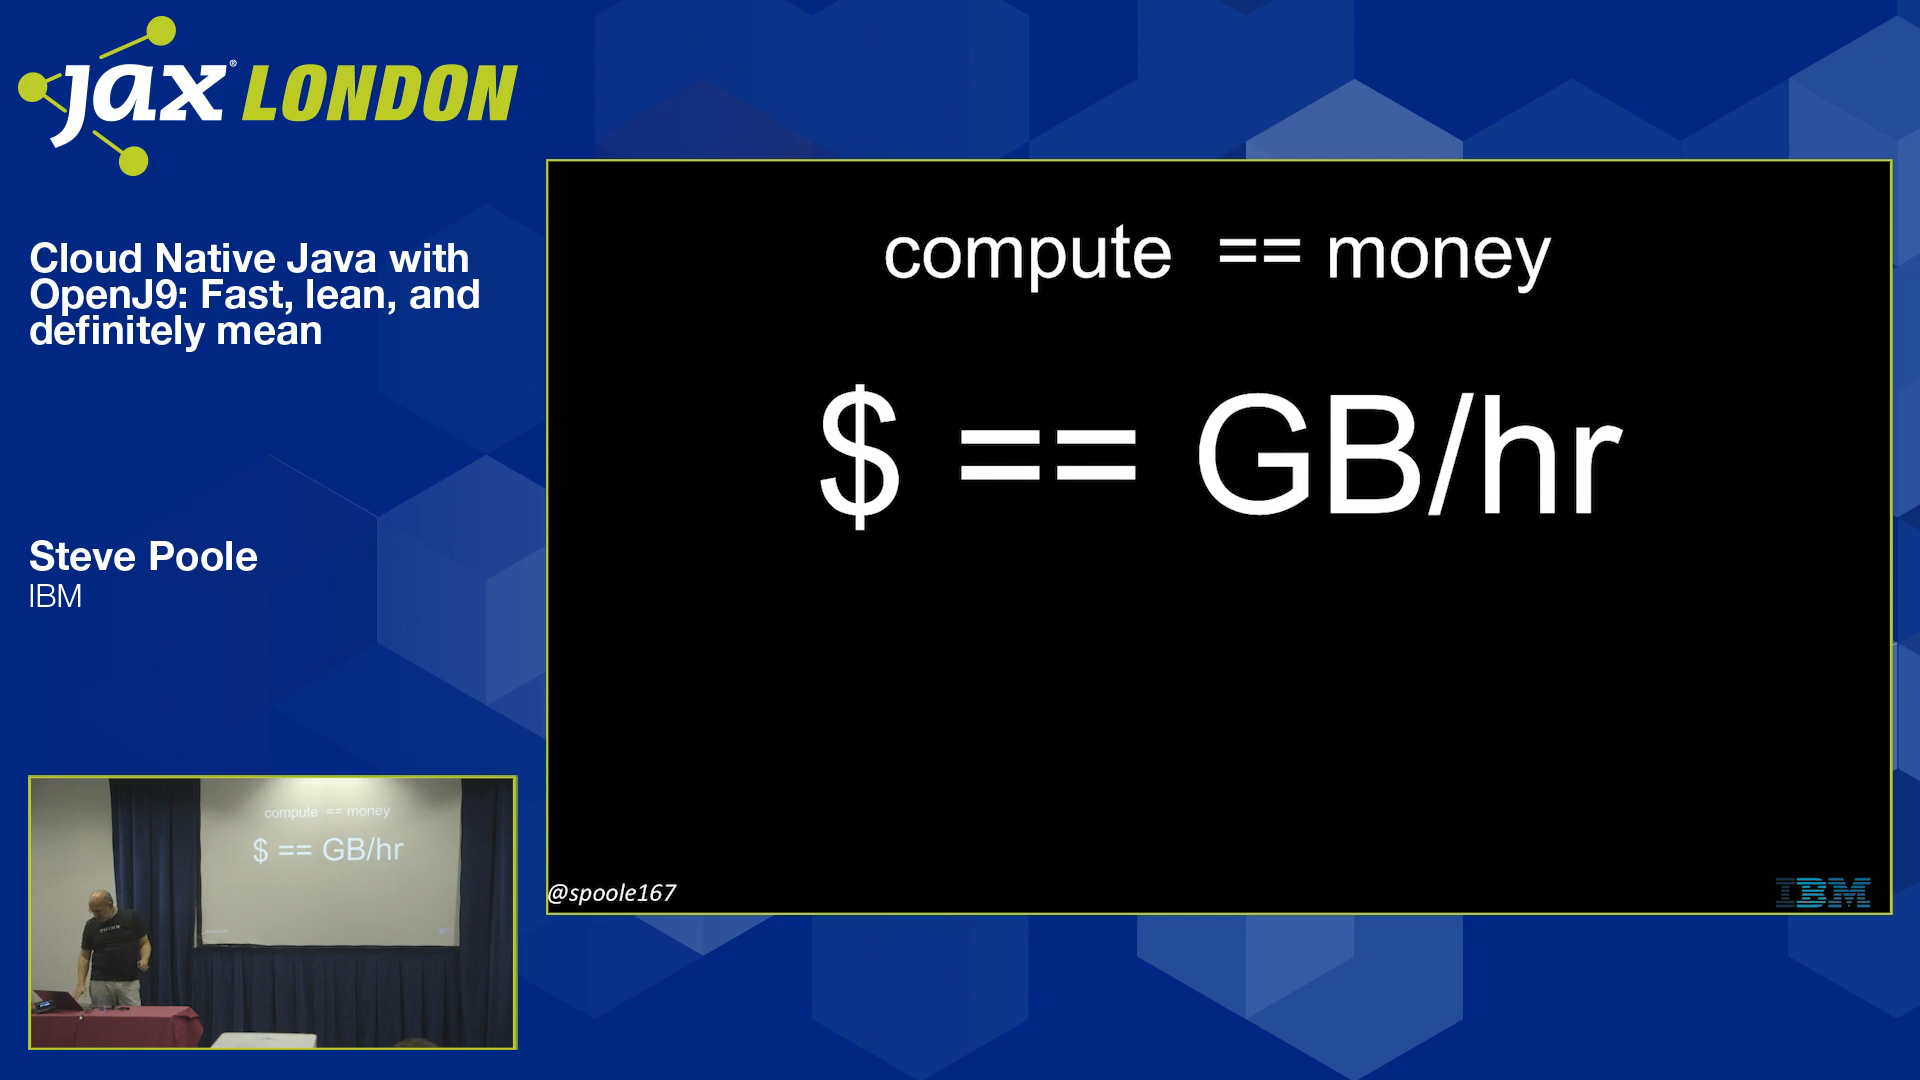 jax® LONDON
Cloud Native Java with
OpenJ9: Fast, lean, and
definitely mean
Steve Poole
IBM
compute == money
$ == GB/hr
@spoole167
IBM
compute == money
$ == GB/hr
THINK